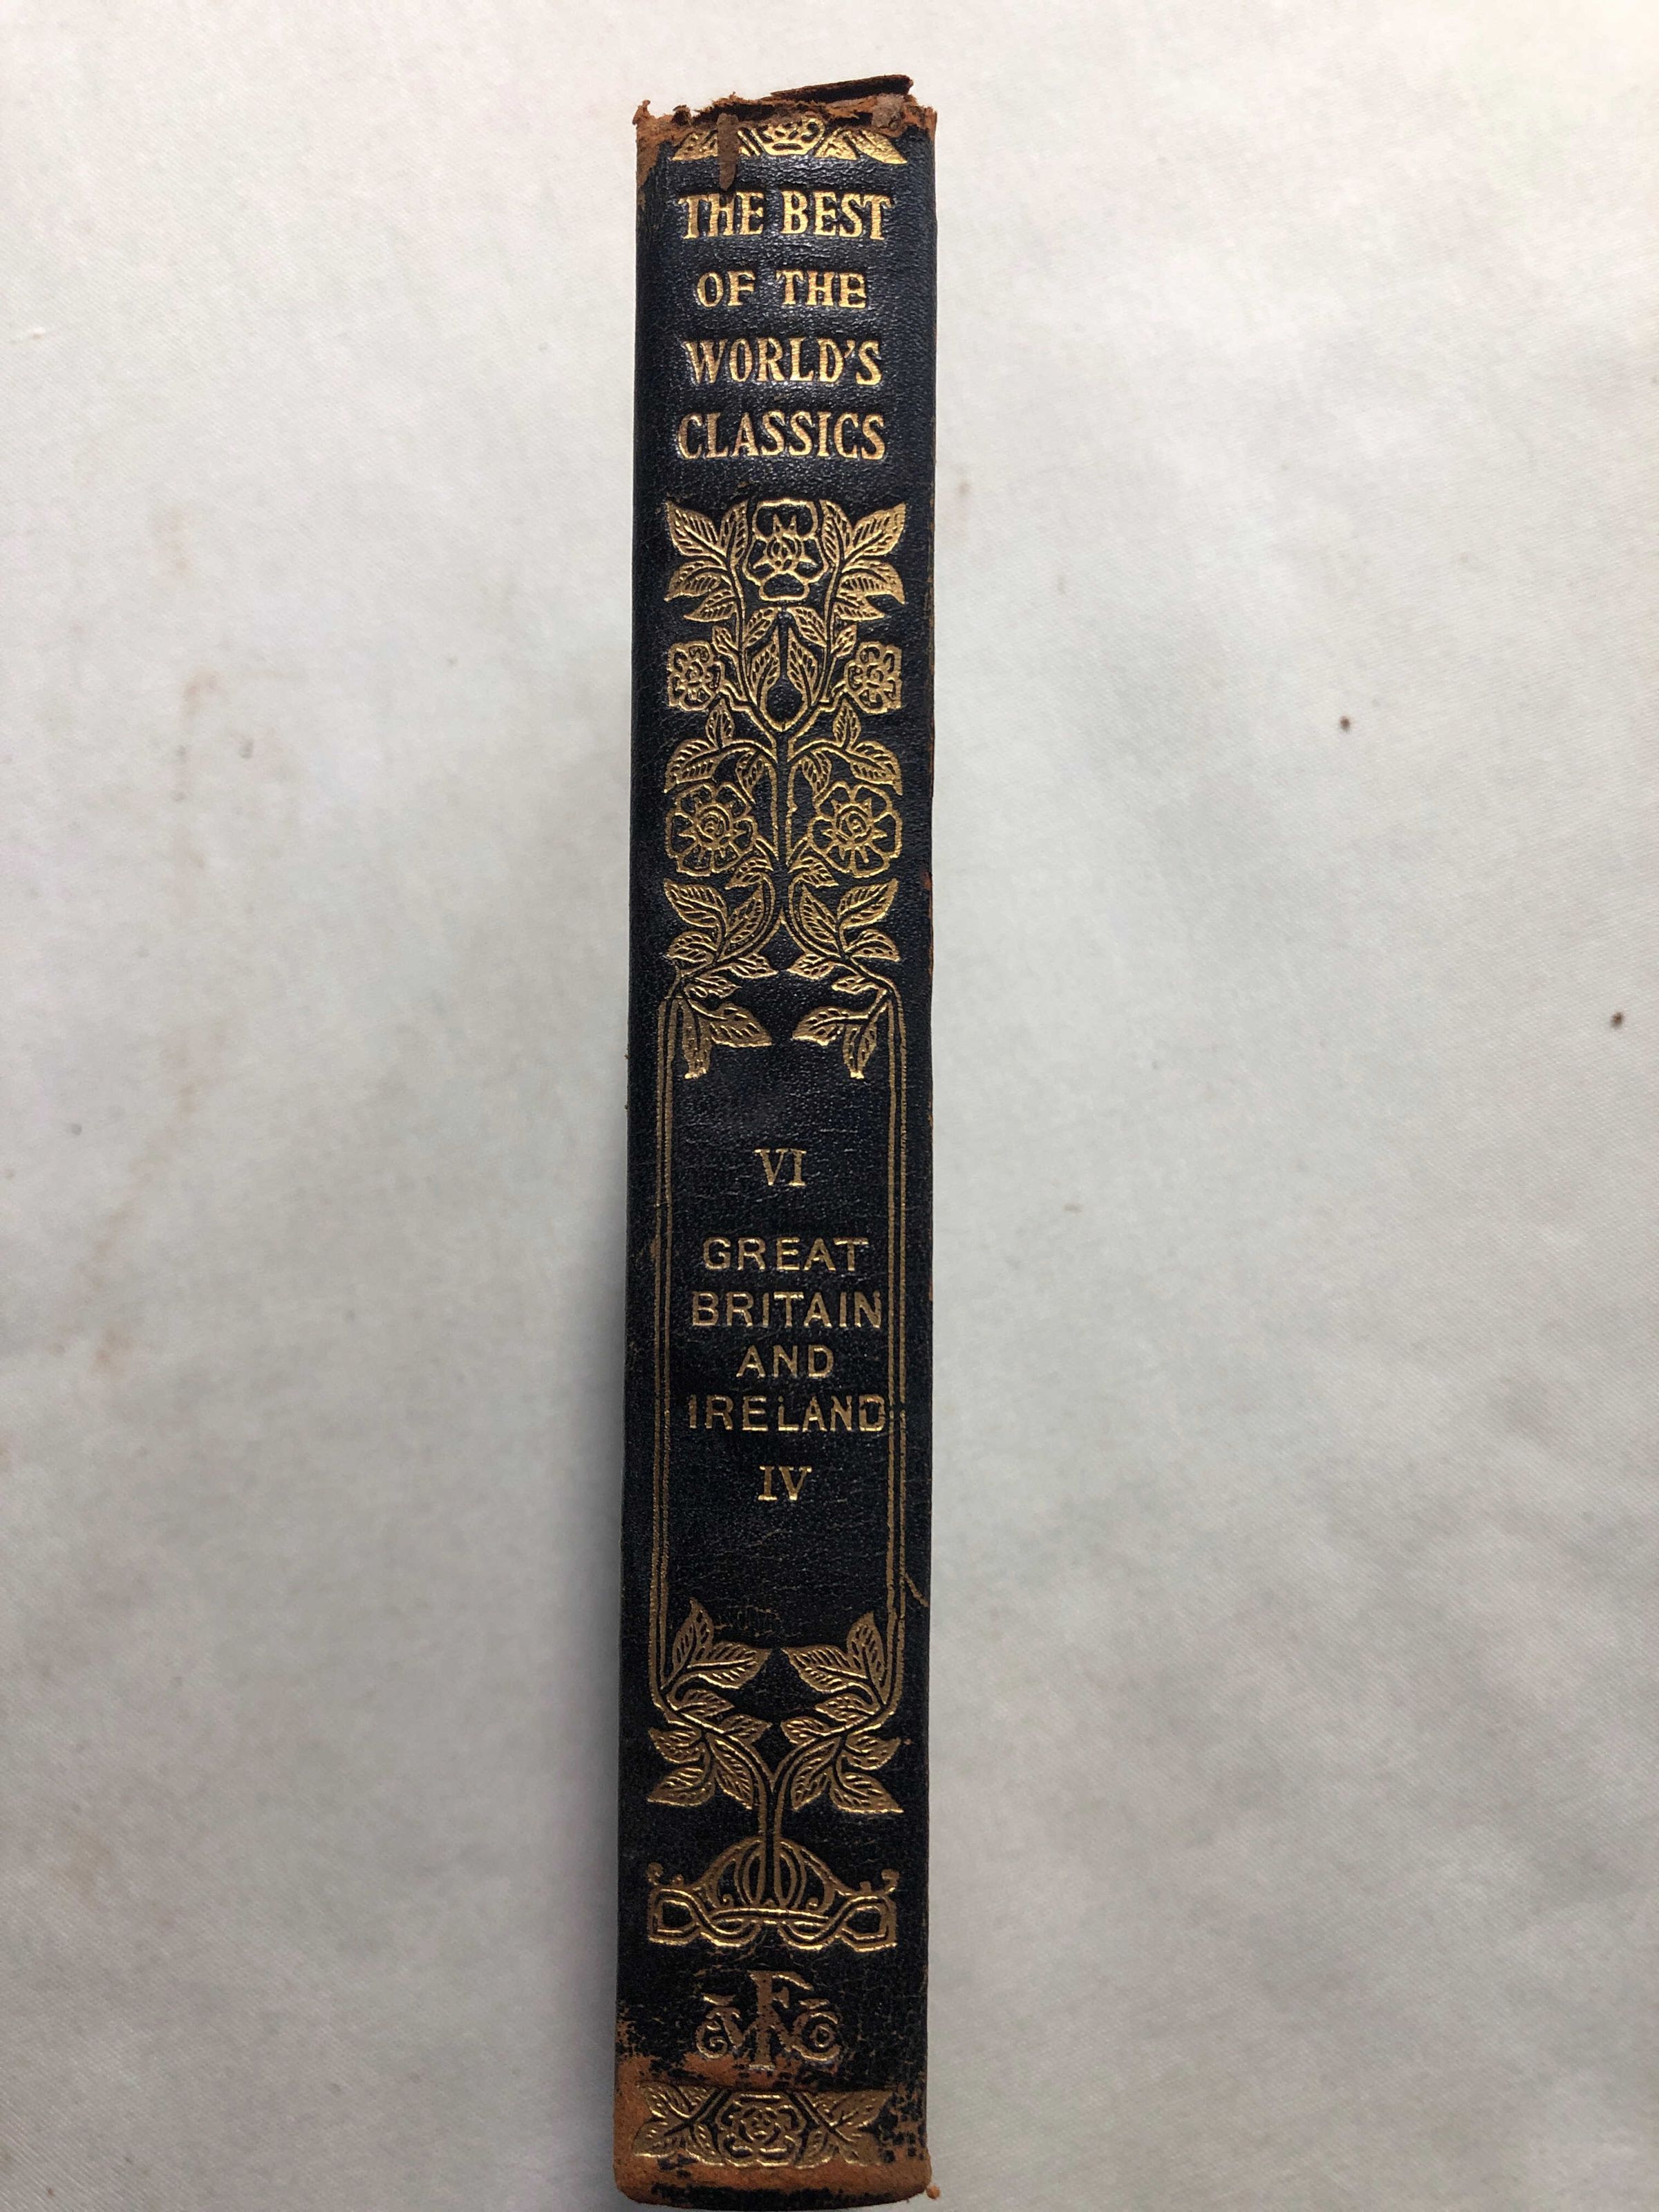 THE BEST
OF THE
WORLD'S
CLASSICS
VI
GREAT
BRITAIN
AND
IRELAND
IV